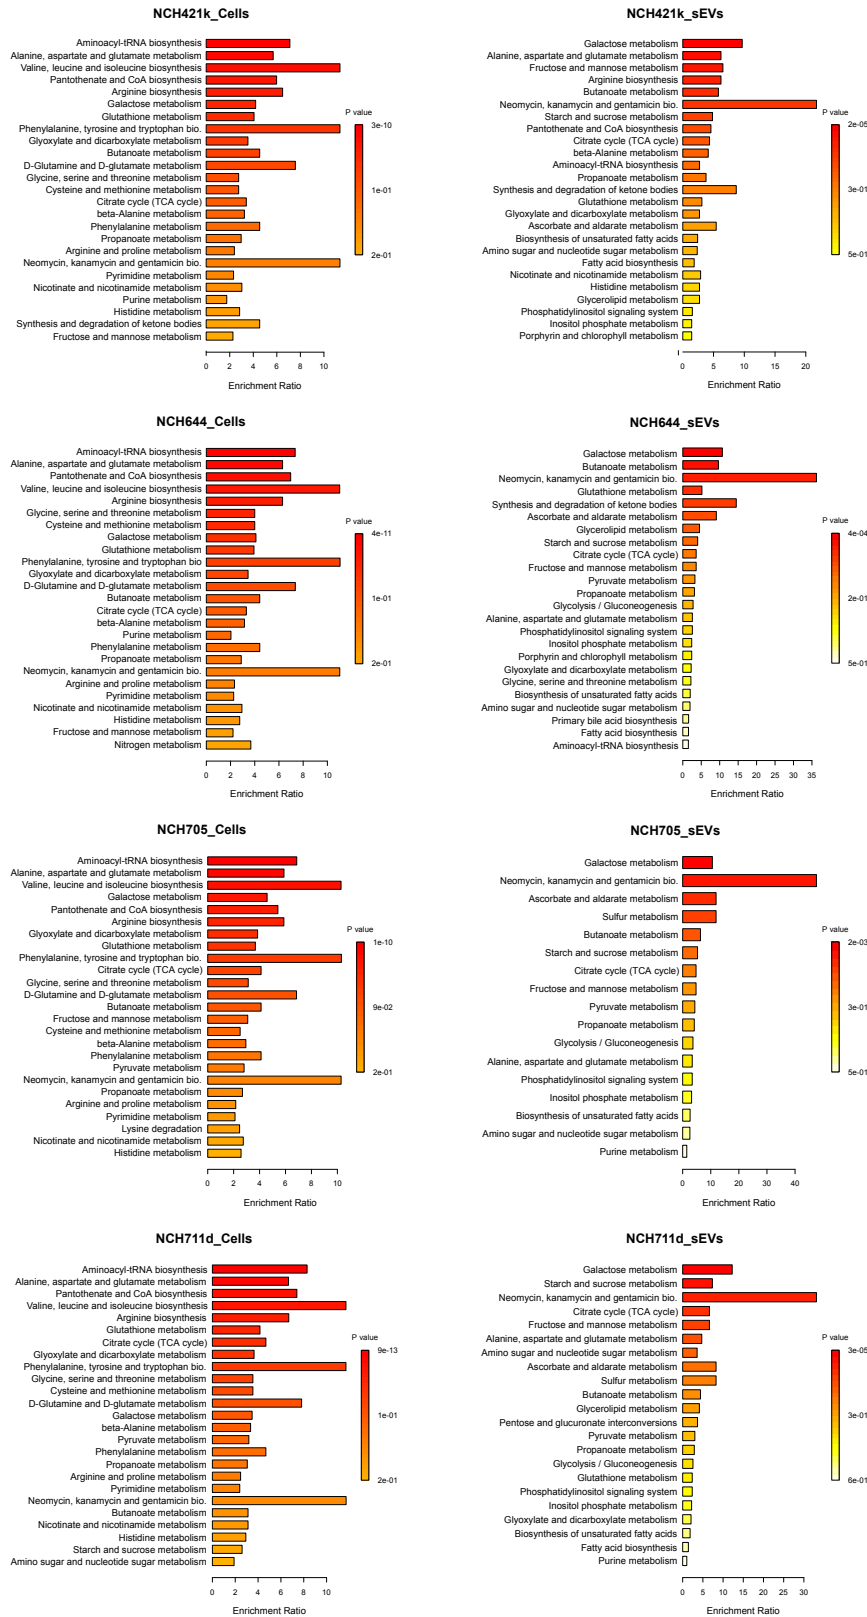 NCH421k_Cells
Aminoacyl-tRNA biosynthesis
Alanine, aspartate and glutamate metabolism
Valine, leucine and isoleucine biosynthesis
Pantothenate and CoA biosynthesis
Arginine biosynthesis
Galactose metabolism
Glutathione metabolism
Phenylalanine, tyrosine and tryptophan bio.
Glyoxylate and dicarboxylate metabolism
Butanoate metabolism
D-Glutamine and D-glutamate metabolism
Glycine, serine and threonine metabolism
Cysteine and methionine metabolism
Citrate cycle (TCA cycle)
beta-Alanine metabolism
Phenylalanine metabolism
Propanoate metabolism
Arginine and proline metabolism
Neomycin, kanamycin and gentamicin bio.
Pyrimidine metabolism
Nicotinate and nicotinamide metabolism
Purine metabolism
Histidine metabolism
Synthesis and degradation of ketone bodies
Fructose and mannose metabolism
0 2 4 6 8 10
Enrichment Ratio
P value
3e-10
1e-01
2e-01
NCH421k_sEVs
Galactose metabolism
Alanine, aspartate and glutamate metabolism
Fructose and mannose metabolism
Arginine biosynthesis
Butanoate metabolism
Neomycin, kanamycin and gentamicin bio.
Starch and sucrose metabolism
Pantothenate and CoA biosynthesis
Citrate cycle (TCA cycle)
beta-Alanine metabolism
Aminoacyl-tRNA biosynthesis
Propanoate metabolism
Synthesis and degradation of ketone bodies
Glutathione metabolism
Glyoxylate and dicarboxylate metabolism
Ascorbate and aldarate metabolism
Biosynthesis of unsaturated fatty acids
Amino sugar and nucleotide sugar metabolism
Fatty acid biosynthesis
Nicotinate and nicotinamide metabolism
Histidine metabolism
Glycerolipid metabolism
Phosphatidylinositol signaling system
Inositol phosphate metabolism
Porphyrin and chlorophyll metabolism
0 5 10 15 20
Enrichment Ratio
P value
2e-05
3e-01
5e-01
NCH644_Cells
Aminoacyl-tRNA biosynthesis
Alanine, aspartate and glutamate metabolism
Pantothenate and CoA biosynthesis
Valine, leucine and isoleucine biosynthesis
Arginine biosynthesis
Glycine, serine and threonine metabolism
Cysteine and methionine metabolism
Galactose metabolism
Glutathione metabolism
Phenylalanine, tyrosine and tryptophan bio
Glyoxylate and dicarboxylate metabolism
D-Glutamine and D-glutamate metabolism
Butanoate metabolism
Citrate cycle (TCA cycle)
beta-Alanine metabolism
Purine metabolism
Phenylalanine metabolism
Propanoate metabolism
Neomycin, kanamycin and gentamicin bio.
Arginine and proline metabolism
Pyrimidine metabolism
Nicotinate and nicotinamide metabolism
Histidine metabolism
Fructose and mannose metabolism
Nitrogen metabolism
0 2 4 6 8 10
Enrichment Ratio
P value
4e-11
1e-01
2e-01
NCH644_sEVs
Galactose metabolism
Butanoate metabolism
Neomycin, kanamycin and gentamicin bio.
Glutathione metabolism
Synthesis and degradation of ketone bodies
Ascorbate and aldarate metabolism
Glycerolipid metabolism
Starch and sucrose metabolism
Citrate cycle (TCA cycle)
Fructose and mannose metabolism
Pyruvate metabolism
Propanoate metabolism
Glycolysis / Gluconeogenesis
Alanine, aspartate and glutamate metabolism
Phosphatidylinositol signaling system
Inositol phosphate metabolism
Porphyrin and chlorophyll metabolism
Glyoxylate and dicarboxylate metabolism
Glycine, serine and threonine metabolism
Biosynthesis of unsaturated fatty acids
Amino sugar and nucleotide sugar metabolism
Primary bile acid biosynthesis
Fatty acid biosynthesis
Aminoacyl-tRNA biosynthesis
0 5 10 15 20 25 30 35
Enrichment Ratio
P value
4e-04
2e-01
5e-01
NCH705_Cells
Aminoacyl-tRNA biosynthesis
Alanine, aspartate and glutamate metabolism
Valine, leucine and isoleucine biosynthesis
Galactose metabolism
Pantothenate and CoA biosynthesis
Arginine biosynthesis
Glyoxylate and dicarboxylate metabolism
Glutathione metabolism
Phenylalanine, tyrosine and tryptophan bio.
Citrate cycle (TCA cycle)
Glycine, serine and threonine metabolism
D-Glutamine and D-glutamate metabolism
Butanoate metabolism
Fructose and mannose metabolism
Cysteine and methionine metabolism
beta-Alanine metabolism
Phenylalanine metabolism
Pyruvate metabolism
Neomycin, kanamycin and gentamicin bio.
Propanoate metabolism
Arginine and proline metabolism
Pyrimidine metabolism
Lysine degradation
Nicotinate and nicotinamide metabolism
Histidine metabolism
0 2 4 6 8 10
Enrichment Ratio
P value
1e-10
9e-02
2e-01
NCH705_sEVs
Galactose metabolism
Neomycin, kanamycin and gentamicin bio.
Ascorbate and aldarate metabolism
Sulfur metabolism
Butanoate metabolism
Starch and sucrose metabolism
Citrate cycle (TCA cycle)
Fructose and mannose metabolism
Pyruvate metabolism
Propanoate metabolism
Glycolysis / Gluconeogenesis
Alanine, aspartate and glutamate metabolism
Phosphatidylinositol signaling system
Inositol phosphate metabolism
Biosynthesis of unsaturated fatty acids
Amino sugar and nucleotide sugar metabolism
Purine metabolism
0 10 20 30 40
Enrichment Ratio
P value
2e-03
3e-01
5e-01
NCH711d_Cells
Aminoacyl-tRNA biosynthesis
Alanine, aspartate and glutamate metabolism
Pantothenate and CoA biosynthesis
Valine, leucine and isoleucine biosynthesis
Arginine biosynthesis
Glutathione metabolism
Citrate cycle (TCA cycle)
Glyoxylate and dicarboxylate metabolism
Phenylalanine, tyrosine and tryptophan bio.
Glycine, serine and threonine metabolism
Cysteine and methionine metabolism
D-Glutamine and D-glutamate metabolism
Galactose metabolism
beta-Alanine metabolism
Pyruvate metabolism
Phenylalanine metabolism
Propanoate metabolism
Arginine and proline metabolism
Pyrimidine metabolism
Neomycin, kanamycin and gentamicin bio.
Butanoate metabolism
Nicotinate and nicotinamide metabolism
Histidine metabolism
Starch and sucrose metabolism
Amino sugar and nucleotide sugar metabolism
0 2 4 6 8 10
Enrichment Ratio
P value
9e-13
1e-01
2e-01
NCH711d_sEVs
Galactose metabolism
Starch and sucrose metabolism
Neomycin, kanamycin and gentamicin bio.
Citrate cycle (TCA cycle)
Fructose and mannose metabolism
Alanine, aspartate and glutamate metabolism
Amino sugar and nucleotide sugar metabolism
Ascorbate and aldarate metabolism
Sulfur metabolism
Butanoate metabolism
Glycerolipid metabolism
Pentose and glucuronate interconversions
Pyruvate metabolism
Propanoate metabolism
Glycolysis / Gluconeogenesis
Glutathione metabolism
Phosphatidylinositol signaling system
Inositol phosphate metabolism
Glyoxylate and dicarboxylate metabolism
Biosynthesis of unsaturated fatty acids
Fatty acid biosynthesis
Purine metabolism
0 5 10 15 20 25 30
Enrichment Ratio
P value
3e-05
3e-01
6e-01